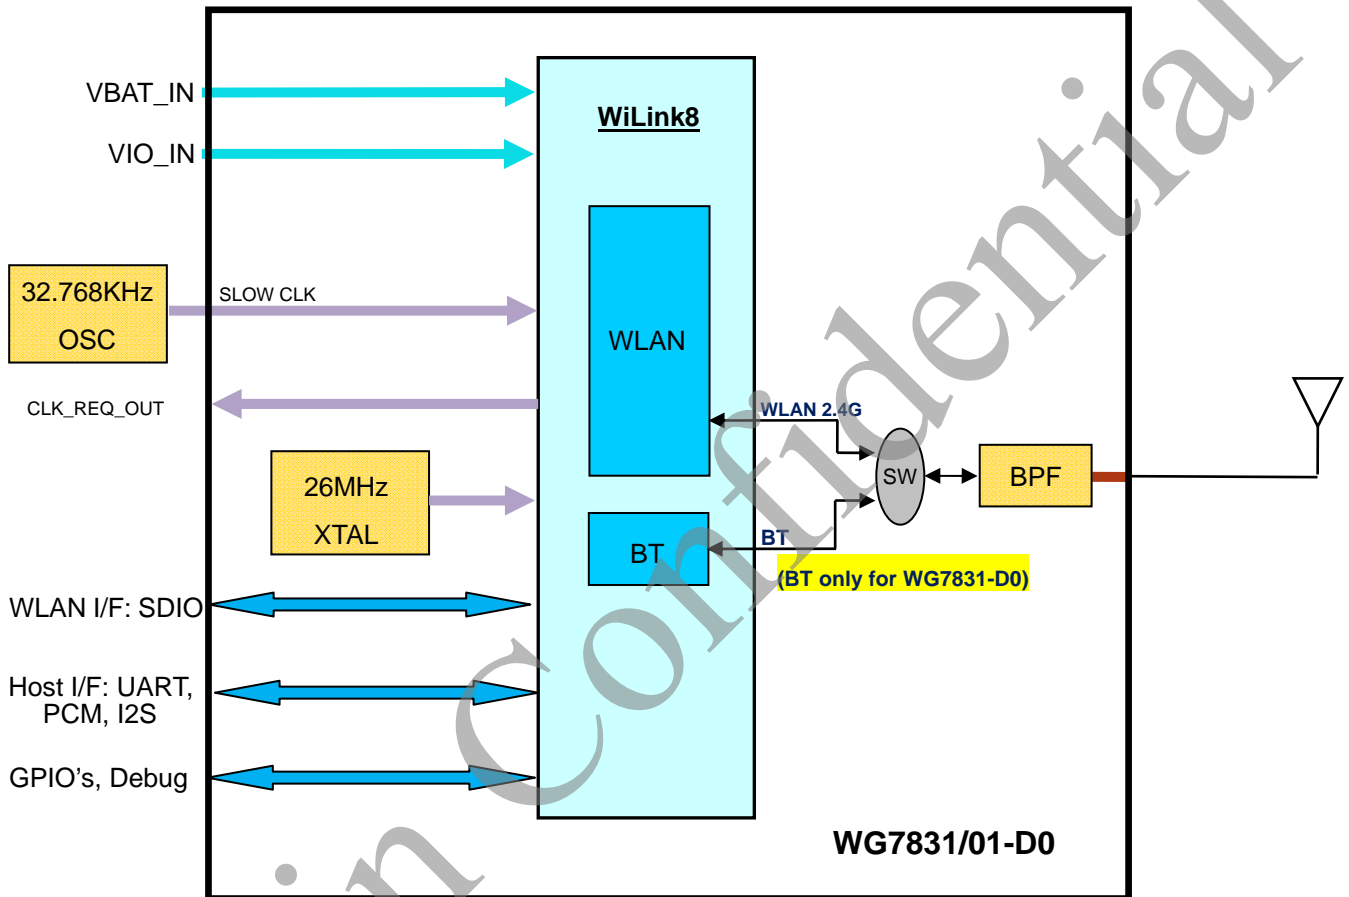 VBAT_IN
VIO_IN
WiLink8
32.768KHz
OSC
SLOW CLK
WLAN
CLK_REQ_OUT
WLAN 2.4G
SW
BPF
26MHz
XTAL
BT
BT
(BT only for WG7831-D0)
WLAN I/F: SDIO
Host I/F: UART,
PCM, I2S
GPIO's, Debug
WG7831/01-D0
in Confidential